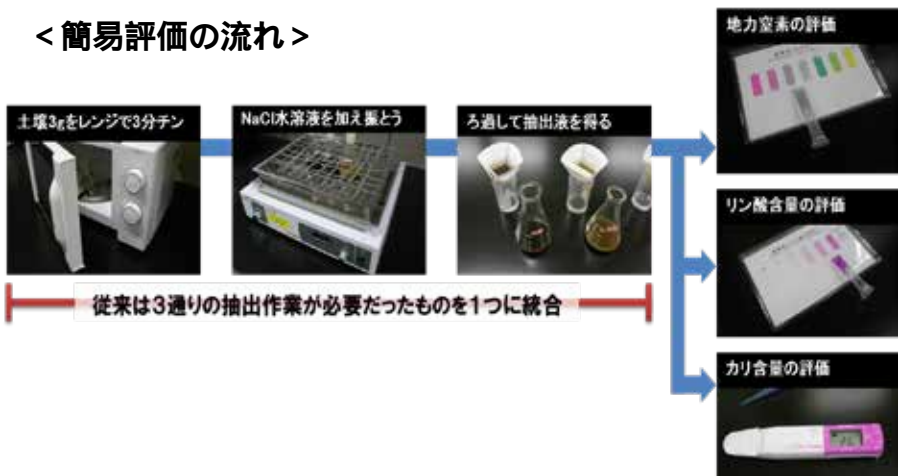 ＜簡易評価の流れ＞
土壌3gをレンジで3分チン
NaCl水溶液を加え振とう
ろ過して抽出液を得る
従来は3通りの抽出作業が必要だったものを1つに統合
地力窒素の評価
リン酸含量の評価
カリ含量の評価